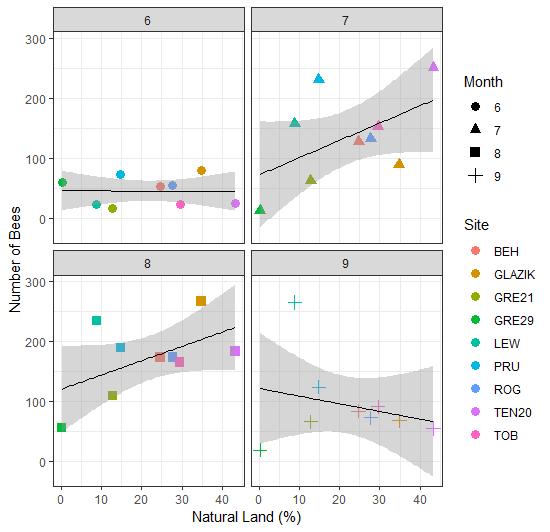 6 7
300
200
100
0
8 9
300
200
100
0
0 10 20 30 40 0 10 20 30 40
Natural Land (%)
Number of Bees
Month
6
7
8
9
Site
BEH
GLAZIK
GRE21
GRE29
LEW
PRU
ROG
TEN20
TOB